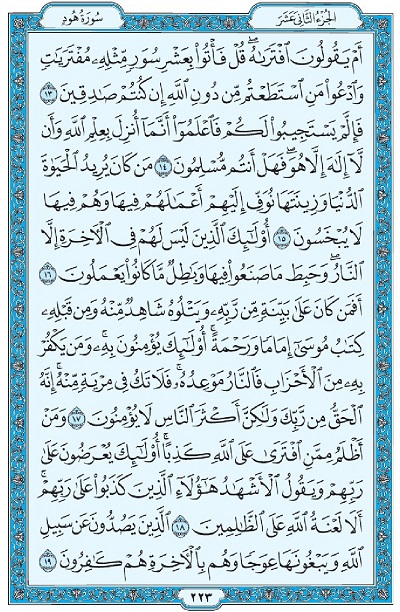 الجزء الثاني عشر
سورة هود
أَمْ يَقُولُونَ ٱفْتَرَىٰهُ ۖ قُلْ فَأْتُوا۟ بِعَشْرِ سُوَرٍ مِّثْلِهِۦ مُفْتَرَيَـٰتٍ
وَٱدْعُوا۟ مَنِ ٱسْتَطَعْتُم مِّن دُونِ ٱللَّهِ إِن كُنتُمْ صَـٰدِقِينَ ١٣
فَإِلَّمْ يَسْتَجِيبُوا۟ لَكُمْ فَٱعْلَمُوٓا۟ أَنَّمَآ أُنزِلَ بِعِلْمِ ٱللَّهِ وَأَن
لَّآ إِلَـٰهَ إِلَّا هُوَ ۖ فَهَلْ أَنتُم مُّسْلِمُونَ ١٤ مَن كَانَ يُرِيدُ ٱلْحَيَوٰةَ
ٱلدُّنْيَا وَزِينَتَهَا نُوَفِّ إِلَيْهِمْ أَعْمَـٰلَهُمْ فِيهَا وَهُمْ فِيهَا
لَا يُبْخَسُونَ ١٥ أُو۟لَـٰٓئِكَ ٱلَّذِينَ لَيْسَ لَهُمْ فِى ٱلْـَٔاخِرَةِ إِلَّا
ٱلنَّارُ ۖ وَحَبِطَ مَا صَنَعُوا۟ فِيهَا وَبَـٰطِلٌ مَّا كَانُوا۟ يَعْمَلُونَ ١٦
أَفَمَن كَانَ عَلَىٰ بَيِّنَةٍ مِّن رَّبِّهِۦ وَيَتْلُوهُ شَاهِدٌ مِّنْهُ وَمِن قَبْلِهِۦ
كِتَـٰبُ مُوسَىٰٓ إِمَامًا وَرَحْمَةً ۚ أُو۟لَـٰٓئِكَ يُؤْمِنُونَ بِهِۦ ۚ وَمَن يَكْفُرْ
بِهِۦ مِنَ ٱلْأَحْزَابِ فَٱلنَّارُ مَوْعِدُهُۥ ۚ فَلَا تَكُ فِى مِرْيَةٍ مِّنْهُ ۚ إِنَّهُ
ٱلْحَقُّ مِن رَّبِّكَ وَلَـٰكِنَّ أَكْثَرَ ٱلنَّاسِ لَا يُؤْمِنُونَ ١٧ وَمَنْ
أَظْلَمُ مِمَّنِ ٱفْتَرَىٰ عَلَى ٱللَّهِ كَذِبًا ۚ أُو۟لَـٰٓئِكَ يُعْرَضُونَ عَلَىٰ
رَبِّهِمْ وَيَقُولُ ٱلْأَشْهَـٰدُ هَـٰٓؤُلَآءِ ٱلَّذِينَ كَذَبُوا۟ عَلَىٰ رَبِّهِمْ ۚ
أَلَا لَعْنَةُ ٱللَّهِ عَلَى ٱلظَّـٰلِمِينَ ١٨ ٱلَّذِينَ يَصُدُّونَ عَن سَبِيلِ
ٱللَّهِ وَيَبْغُونَهَا عِوَجًا وَهُم بِٱلْـَٔاخِرَةِ هُمْ كَـٰفِرُونَ ١٩
٢٢٣